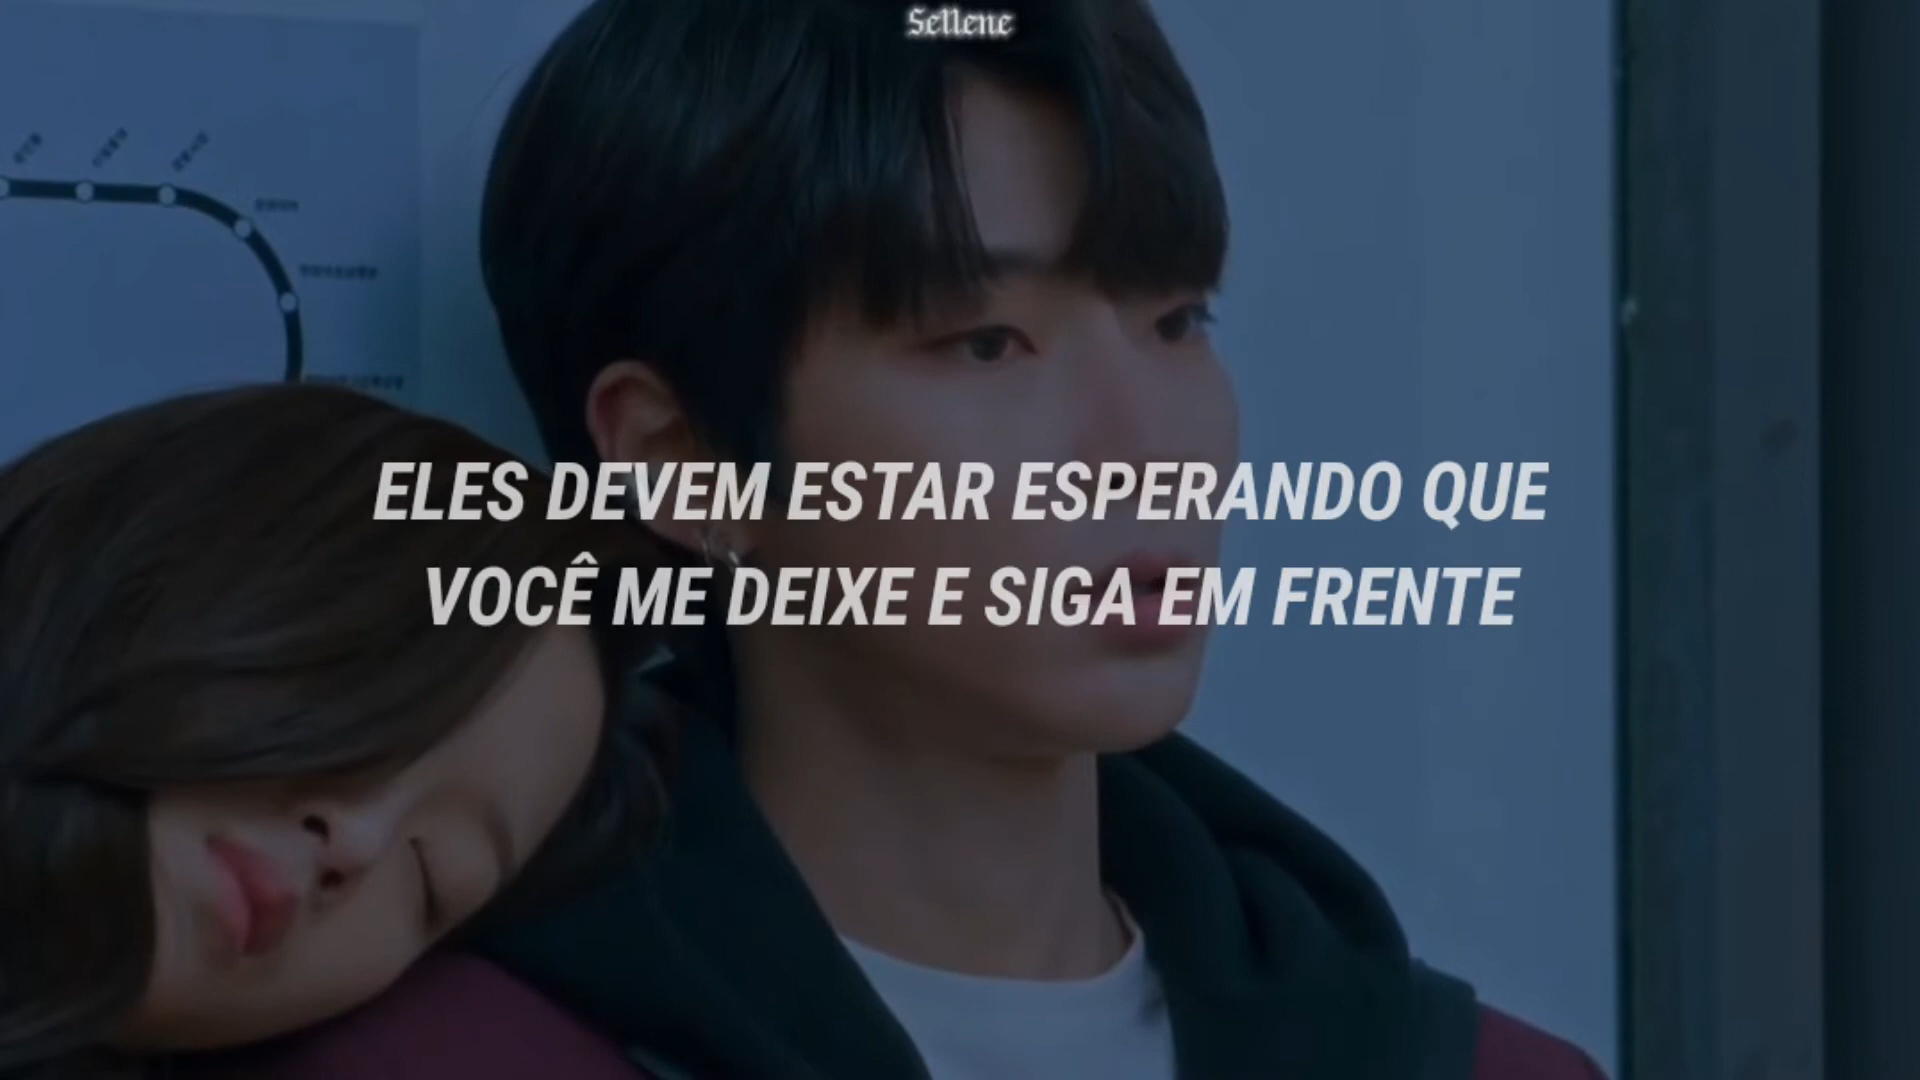 Sellene
ELES DEVEM ESTAR ESPERANDO QUE
VOCÊ ME DEIXE E SIGA EM FRENTE